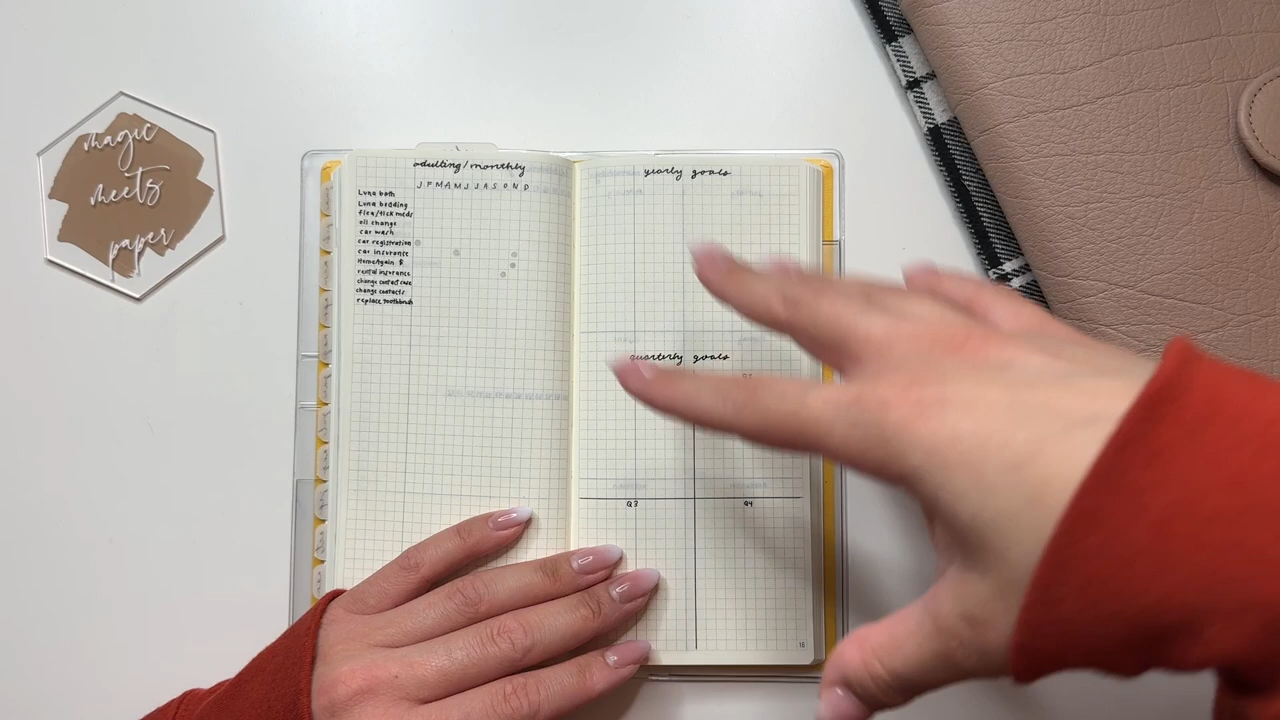 magic
meets
paper
adulting/monthly
J F M A M J J A S O N D
Luna bath
Luna bedding
flea/tick meds
oil change
car wash
car registration
car insurance
HomeAgain $
rental insurance
change contact case
change contacts
replace toothbrush
yearly goals
quarterly goals
Q3
Q4
16